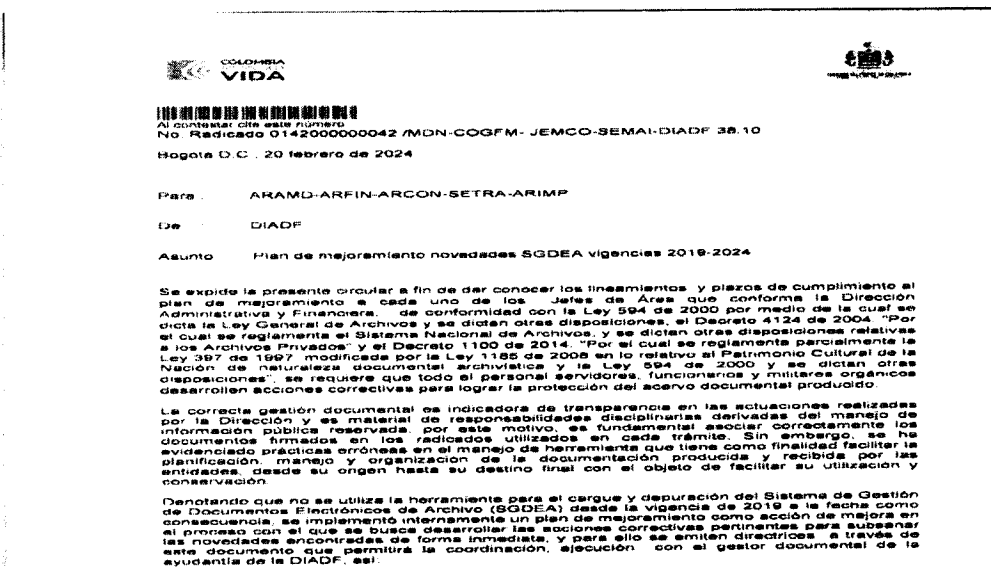 COLOMBIA
VIDA
Al contestar cite este número
No. Radicado 0142000000042 /MDN-COGFM- JEMCO-SEMAI-DIADF 38.10
Bogotá D.C , 20 febrero de 2024
Para : ARAMD-ARFIN-ARCON-SETRA-ARIMP
De : DIADF
Asunto Plan de mejoramiento novedades SGDEA vigencias 2019-2024
Se expide la presente circular a fin de dar conocer los lineamientos y plazos de cumplimiento al
plan de mejoramiento a cada uno de los Jefes de Área que conforma la Dirección
Administrativa y Financiera, de conformidad con la Ley 594 de 2000 por medio de la cual se
dicta la Ley General de Archivos y se dictan otras disposiciones, el Decreto 4124 de 2004 "Por
el cual se reglamenta el Sistema Nacional de Archivos, y se dictan otras disposiciones relativas
a los Archivos Privados" y el Decreto 1100 de 2014. "Por el cual se reglamenta parcialmente la
Ley 397 de 1997 modificada por la Ley 1185 de 2008 en lo relativo al Patrimonio Cultural de la
Nación de naturaleza documental archivística y la Ley 594 de 2000 y se dictan otras
disposiciones", se requiere que todo el personal servidores, funcionarios y militares orgánicos
desarrollen acciones correctivas para lograr la protección del acervo documental producido.
La correcta gestión documental es indicadora de transparencia en las actuaciones realizadas
por la Dirección y es material de responsabilidades disciplinarias derivadas del manejo de
información pública reservada, por este motivo, es fundamental asociar correctamente los
documentos firmados en los radicados utilizados en cada trámite. Sin embargo, se ha
evidenciado prácticas erróneas en el manejo de herramienta que tiene como finalidad facilitar la
planificación, manejo y organización de la documentación producida y recibida por las
entidades, desde su origen hasta su destino final con el objeto de facilitar su utilización y
conservación.
Denotando que no se utiliza la herramienta para el cargue y depuración del Sistema de Gestión
de Documentos Electrónicos de Archivo (SGDEA) desde la vigencia de 2019 a la fecha como
consecuencia, se implementó internamente un plan de mejoramiento como acción de mejora en
el proceso con el que se busca desarrollar las acciones correctivas pertinentes para subsanar
las novedades encontradas de forma inmediata, y para ello se emiten directrices a través de
este documento que permitirá la coordinación, ejecución con el gestor documental de la
ayudantía de la DIADF, así: